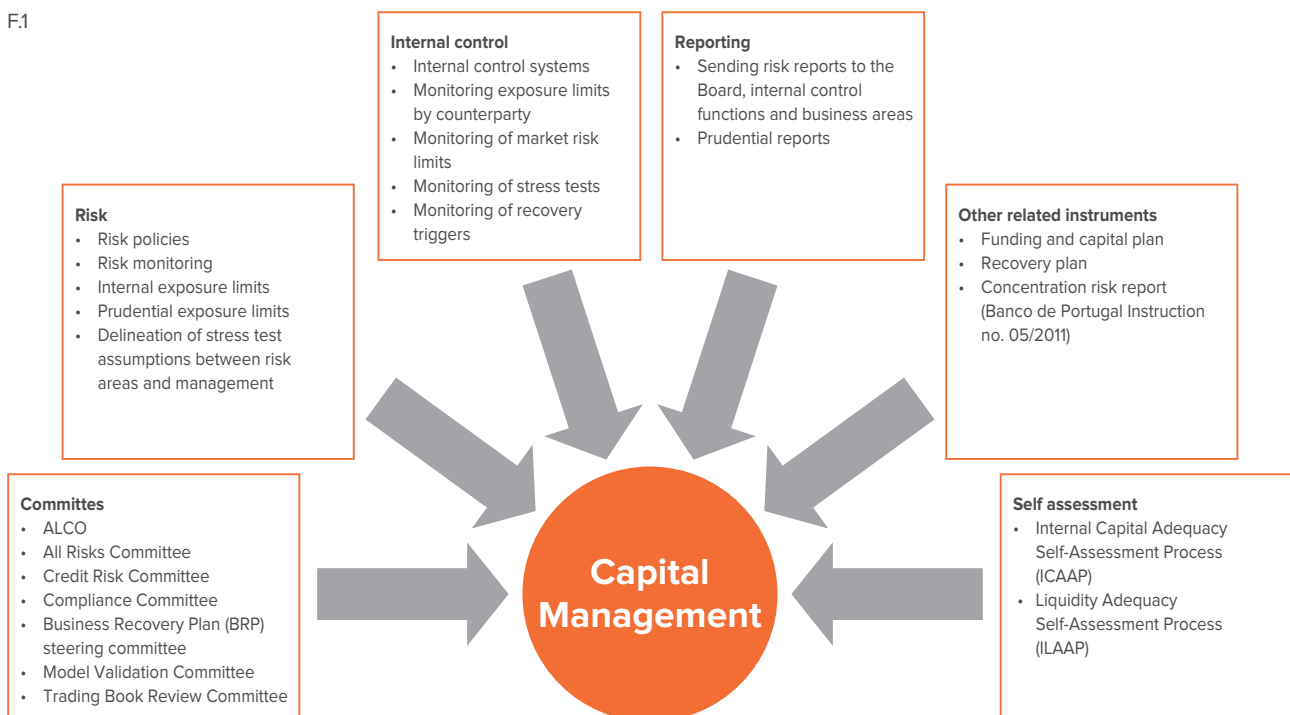 F.1
Internal control
• Internal control systems
• Monitoring exposure limits
by counterparty
• Monitoring of market risk
limits
• Monitoring of stress tests
• Monitoring of recovery
triggers
Reporting
• Sending risk reports to the
Board, internal control
functions and business areas
• Prudential reports
Risk
• Risk policies
• Risk monitoring
• Internal exposure limits
• Prudential exposure limits
• Delineation of stress test
assumptions between risk
areas and management
Other related instruments
• Funding and capital plan
• Recovery plan
• Concentration risk report
(Banco de Portugal Instruction
no. 05/2011)
Committes
• ALCO
• All Risks Committee
• Credit Risk Committee
• Compliance Committee
• Business Recovery Plan (BRP)
steering committee
• Model Validation Committee
• Trading Book Review Committee
Capital
Management
Self assessment
• Internal Capital Adequacy
Self-Assessment Process
(ICAAP)
• Liquidity Adequacy
Self-Assessment Process
(ILAAP)